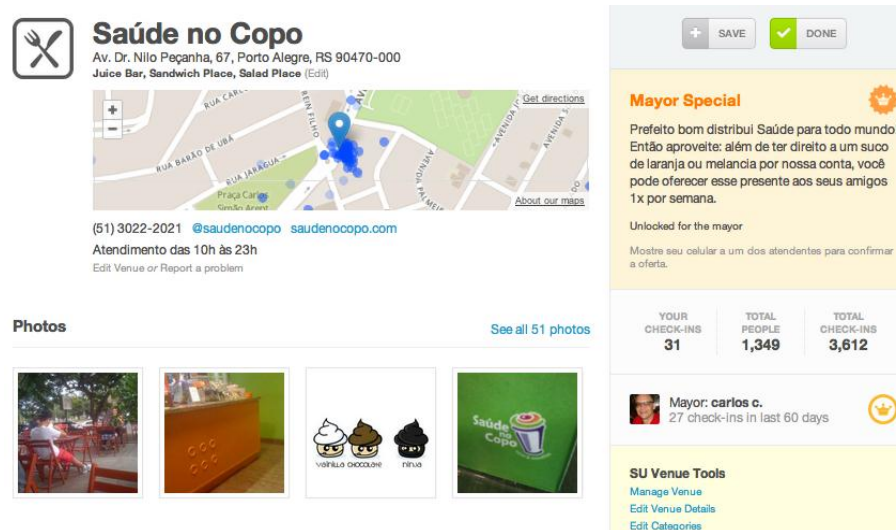 Saúde no Copo
Av. Dr. Nilo Peçanha, 67, Porto Alegre, RS 90470-000
Juice Bar, Sandwich Place, Salad Place (Edit)
+
−
Get directions
RUA BARÃO DE UBÁ
RUA JARAGUA
REIN FILHO
AVENIDA
Praça Carlos
Simão Arent
About our maps
(51) 3022-2021 @saudenocopo saudenocopo.com
Atendimento das 10h às 23h
Edit Venue or Report a problem
Photos
See all 51 photos
vainilla chocolate ninja
Saúde
no
Copo
+ SAVE
DONE
Mayor Special
Prefeito bom distribui Saúde para todo mundo
Então aproveite: além de ter direito a um suco
de laranja ou melancia por nossa conta, você
pode oferecer esse presente aos seus amigos
1x por semana.
Unlocked for the mayor
Mostre seu celular a um dos atendentes para confirmar
a oferta.
YOUR CHECK-INS
31
TOTAL PEOPLE
1,349
TOTAL CHECK-INS
3,612
Mayor: carlos c.
27 check-ins in last 60 days
SU Venue Tools
Manage Venue
Edit Venue Details
Edit Categories